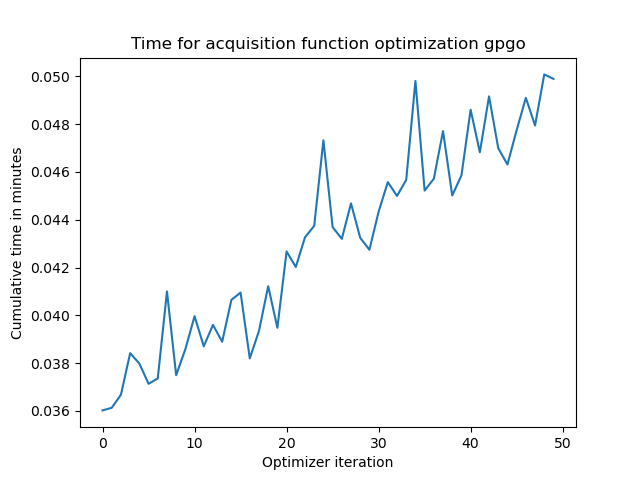 Time for acquisition function optimization gpgo
0.050
0.048
0.046
0.044
0.042
0.040
0.038
0.036
Cumulative time in minutes
0 10 20 30 40 50
Optimizer iteration